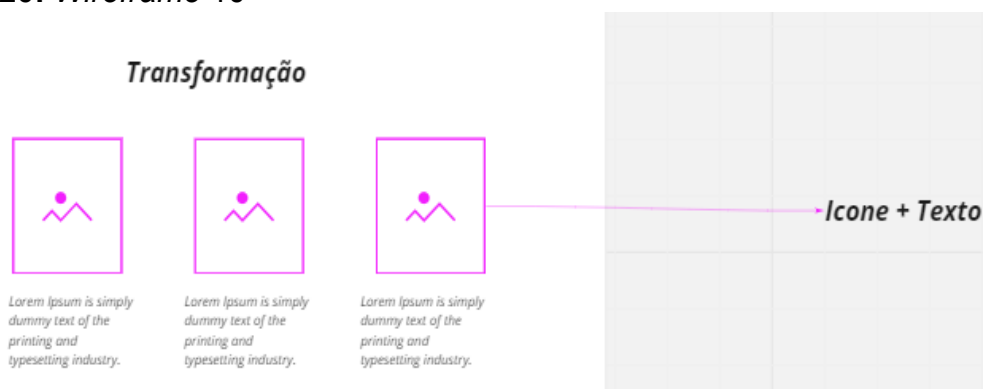 Transformação
Icone + Texto
Lorem Ipsum is simply
dummy text of the
printing and
typesetting industry.
Lorem Ipsum is simply
dummy text of the
printing and
typesetting industry.
Lorem Ipsum is simply
dummy text of the
printing and
typesetting industry.